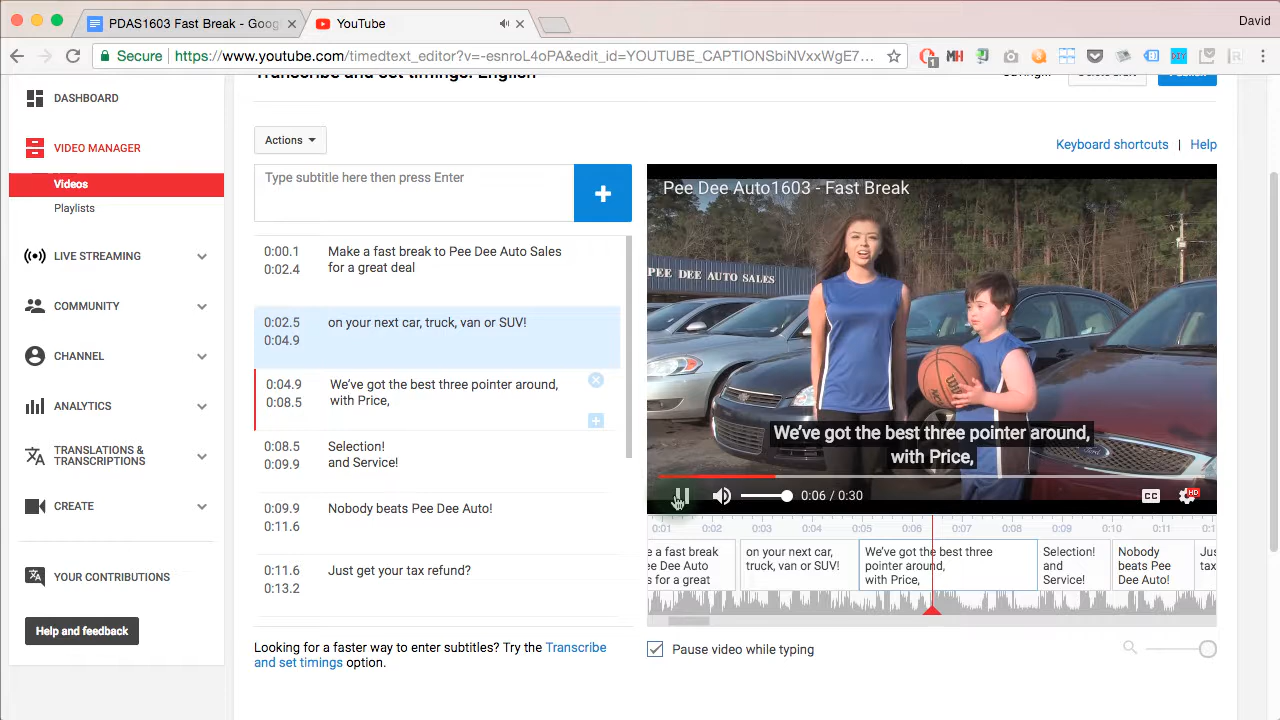 PDAS1603 Fast Break - Goog
YouTube
David
Secure
https://www.youtube.com/timedtext_editor?v=-esnroL4oPA&edit_id=YOUTUBE_CAPTIONSbiNVxxWgE7...
1
MH
DIY
Transcribe and set timings: English
Saving...
Delete draft
Publish
DASHBOARD
VIDEO MANAGER
Videos
Playlists
LIVE STREAMING
COMMUNITY
CHANNEL
ANALYTICS
TRANSLATIONS &
TRANSCRIPTIONS
CREATE
YOUR CONTRIBUTIONS
Help and feedback
Actions
Keyboard shortcuts | Help
Type subtitle here then press Enter
0:00.1 Make a fast break to Pee Dee Auto Sales
0:02.4 for a great deal
0:02.5 on your next car, truck, van or SUV!
0:04.9
0:04.9 We've got the best three pointer around,
0:08.5 with Price,
0:08.5 Selection!
0:09.9 and Service!
0:09.9 Nobody beats Pee Dee Auto!
0:11.6
0:11.6 Just get your tax refund?
0:13.2
Looking for a faster way to enter subtitles? Try the Transcribe
and set timings option.
Pee Dee Auto1603 - Fast Break
PEE DEE AUTO SALES
We've got the best three pointer around,
with Price,
0:06 / 0:30
CC
HD
0:01 0:02 0:03 0:04 0:05 0:06 0:07 0:08 0:09 0:10 0:11
e a fast break
ee Dee Auto
s for a great
on your next car,
truck, van or SUV!
We've got the best three
pointer around,
with Price,
Selection!
and
Service!
Nobody
beats Pee
Dee Auto!
Jus
tax
Pause video while typing